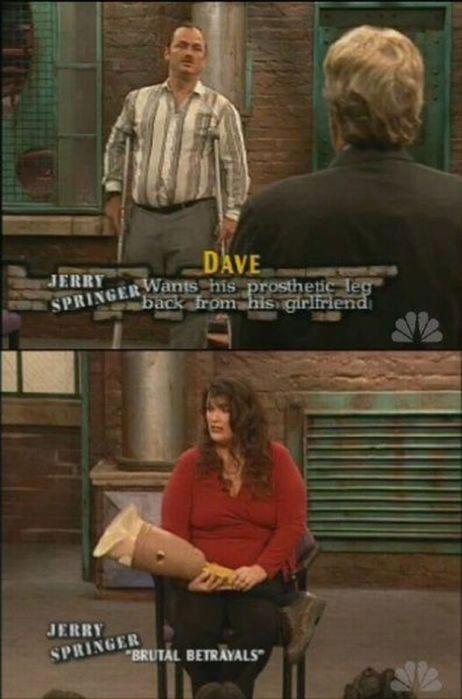 DAVE
JERRY
SPRINGER
Wants his prosthetic leg
back from his girlfriend
JERRY
SPRINGER
"BRUTAL BETRAYALS"